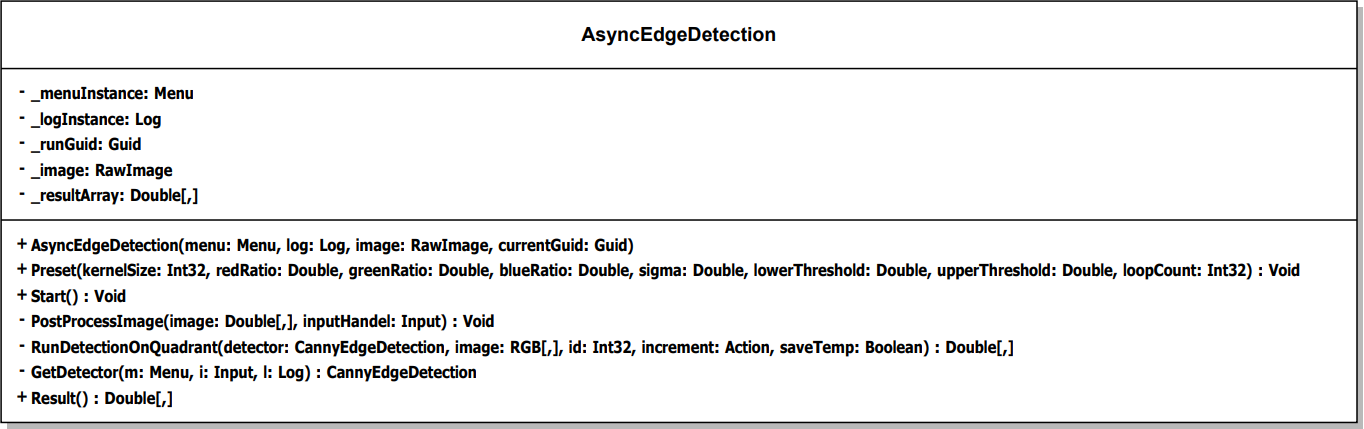 AsyncEdgeDetection
- _menuInstance: Menu
- _logInstance: Log
- _runGuid: Guid
- _image: RawImage
- _resultArray: Double[,]
+ AsyncEdgeDetection(menu: Menu, log: Log, image: RawImage, currentGuid: Guid)
+ Preset(kernelSize: Int32, redRatio: Double, greenRatio: Double, blueRatio: Double, sigma: Double, lowerThreshold: Double, upperThreshold: Double, loopCount: Int32) : Void
+ Start() : Void
- PostProcessImage(image: Double[,], inputHandel: Input) : Void
- RunDetectionOnQuadrant(detector: CannyEdgeDetection, image: RGB[,], id: Int32, increment: Action, saveTemp: Boolean) : Double[,]
- GetDetector(m: Menu, i: Input, l: Log) : CannyEdgeDetection
+ Result() : Double[,]